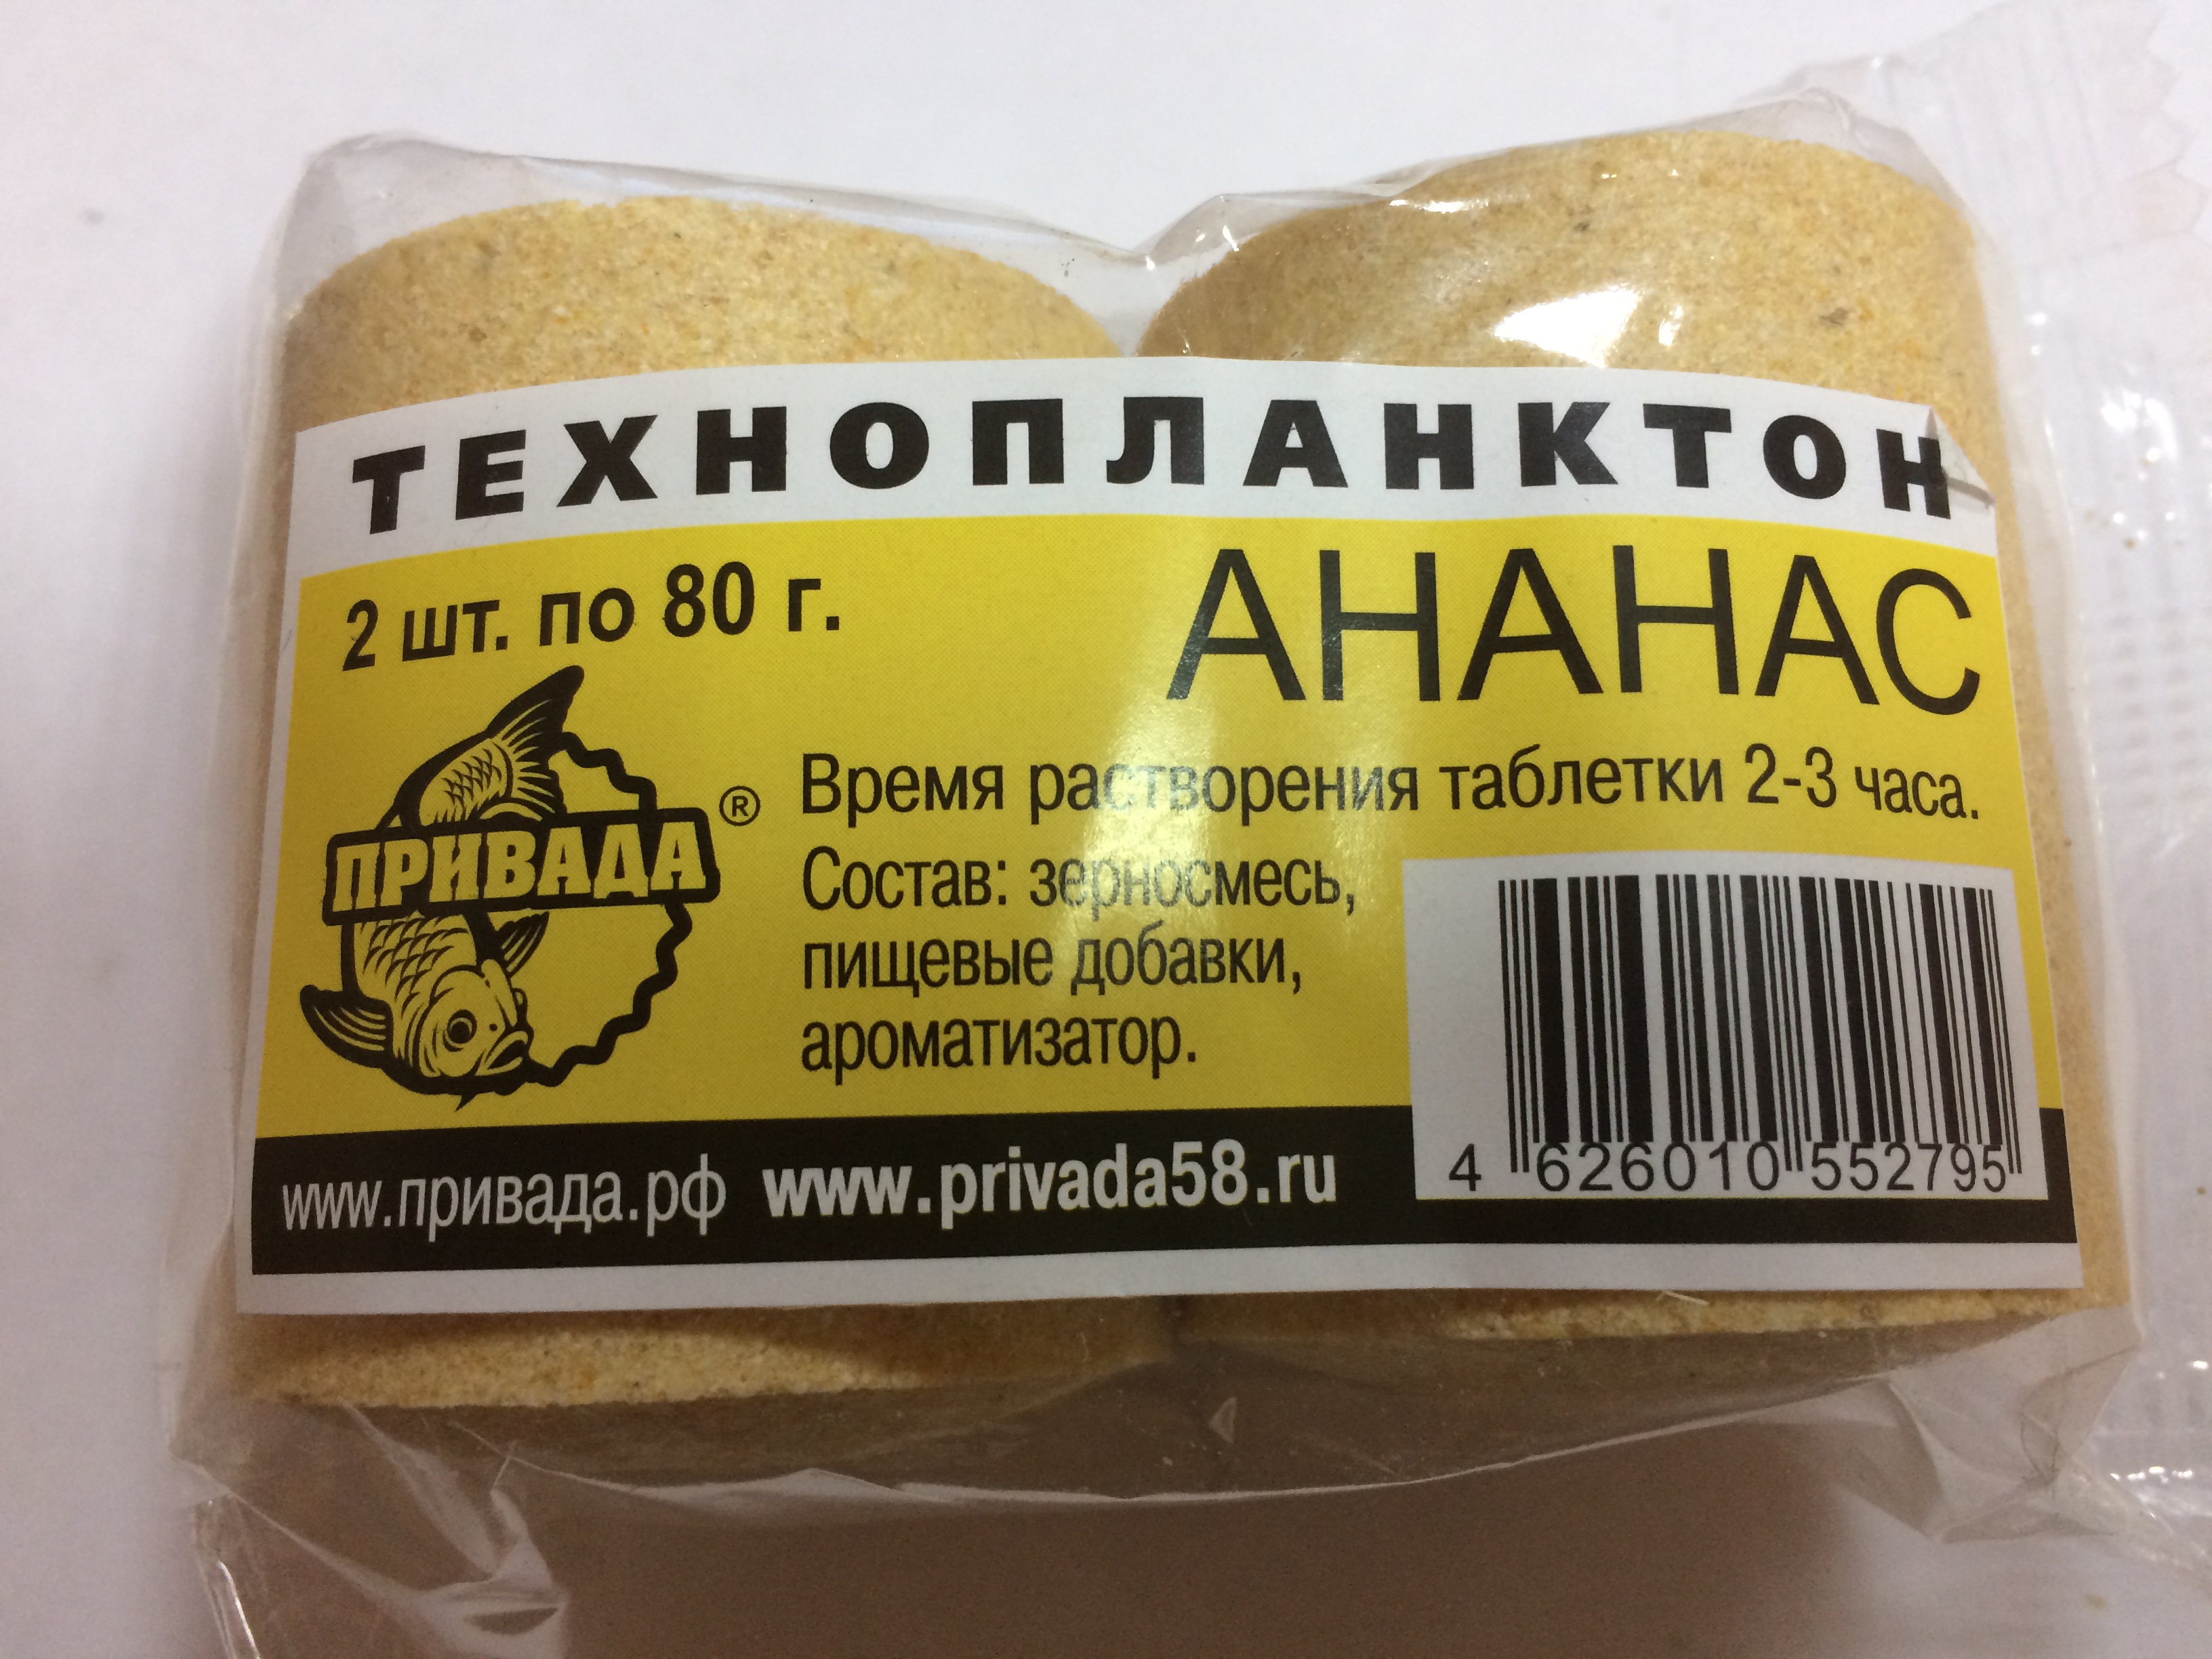 ТЕХНОПЛАНКТОН
2 шт. по 80 г.
АНАНАС
ПРИВАДА ®
Время растворения таблетки 2-3 часа.
Состав: зерносмесь,
пищевые добавки,
ароматизатор.
www.привада.рф www.privada58.ru
4 626010 552795